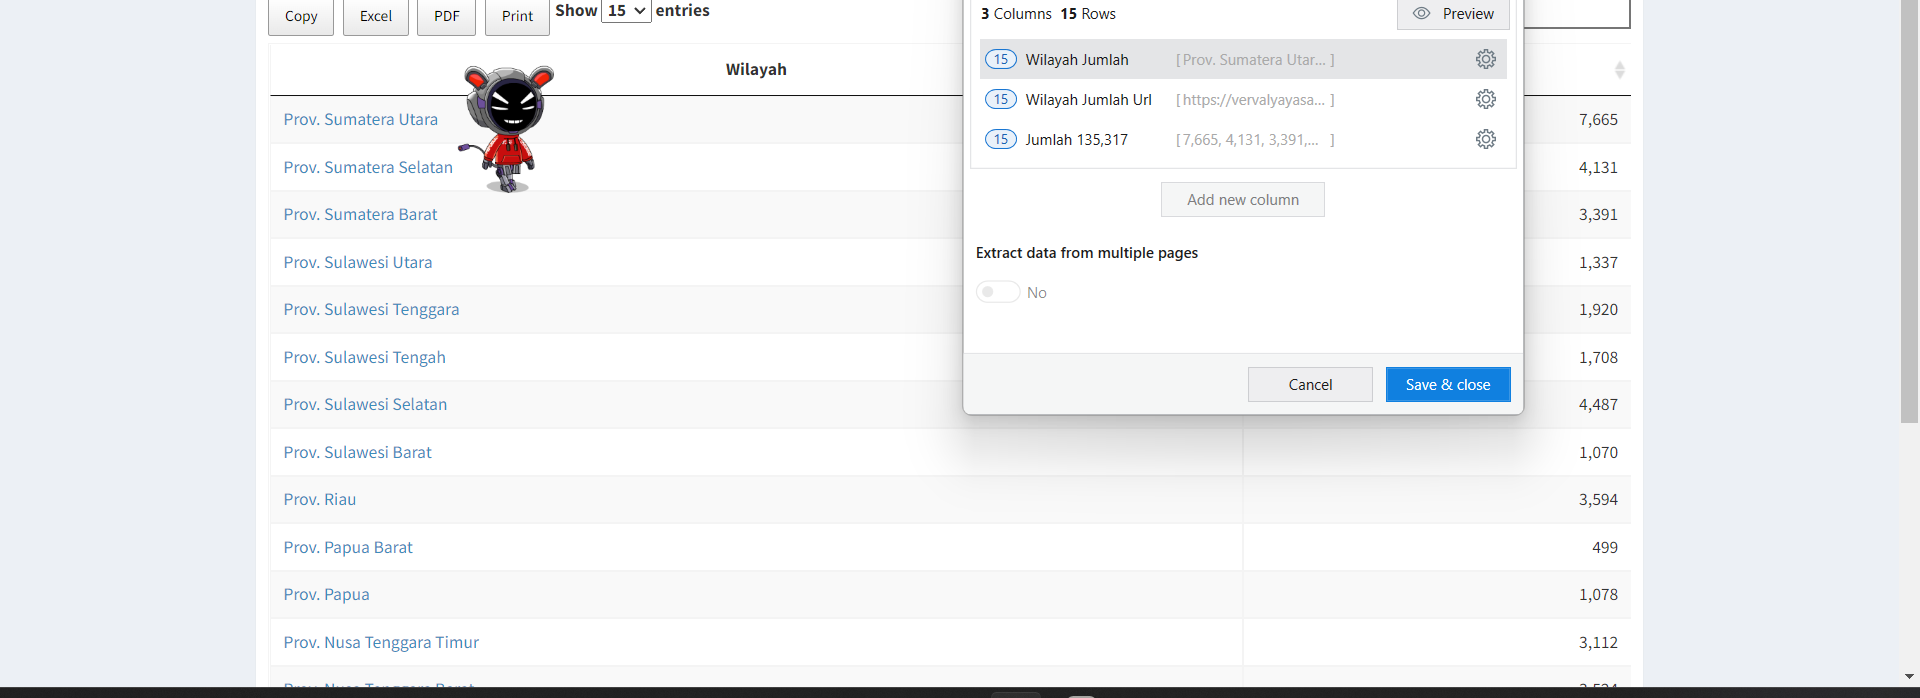 Copy Excel PDF Print Show 15 entries
Wilayah
Prov. Sumatera Utara 7,665
Prov. Sumatera Selatan 4,131
Prov. Sumatera Barat 3,391
Prov. Sulawesi Utara 1,337
Prov. Sulawesi Tenggara 1,920
Prov. Sulawesi Tengah 1,708
Prov. Sulawesi Selatan 4,487
Prov. Sulawesi Barat 1,070
Prov. Riau 3,594
Prov. Papua Barat 499
Prov. Papua 1,078
Prov. Nusa Tenggara Timur 3,112
3 Columns 15 Rows Preview
15 Wilayah Jumlah [Prov. Sumatera Utar... ]
15 Wilayah Jumlah Url [https://vervalyayasa... ]
15 Jumlah 135,317 [7,665, 4,131, 3,391,... ]
Add new column
Extract data from multiple pages
No
Cancel Save & close